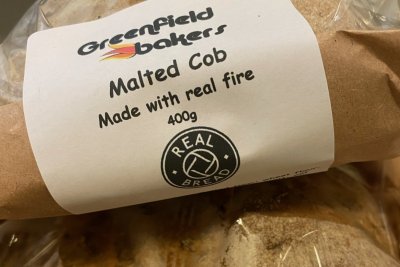 Greenfield
bakers
Malted Cob
Made with real fire
400g
REAL
BREAD